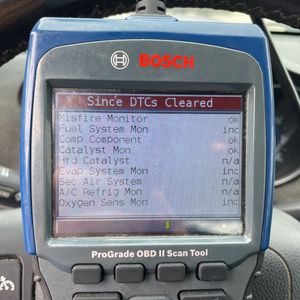 BOSCH
Since DTCs Cleared
Misfire Monitor ok
Fuel System Mon inc
Comp Component ok
Catalyst Mon ok
Htd Catalyst n/a
Evap System Mon inc
Sec Air System n/a
A/C Refrig Mon n/a
Oxygen Sens Mon inc
ProGrade OBD II Scan Tool